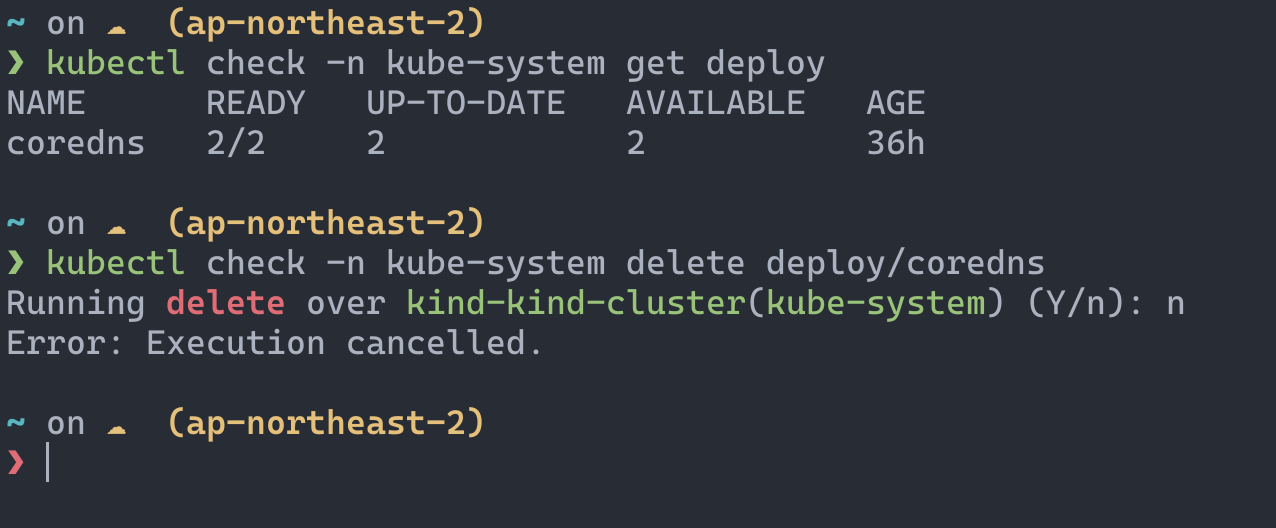 ~ on ☁ (ap-northeast-2)
❯ kubectl check -n kube-system get deploy
NAME READY UP-TO-DATE AVAILABLE AGE
coredns 2/2 2 2 36h
~ on ☁ (ap-northeast-2)
❯ kubectl check -n kube-system delete deploy/coredns
Running delete over kind-kind-cluster(kube-system) (Y/n): n
Error: Execution cancelled.
~ on ☁ (ap-northeast-2)
❯